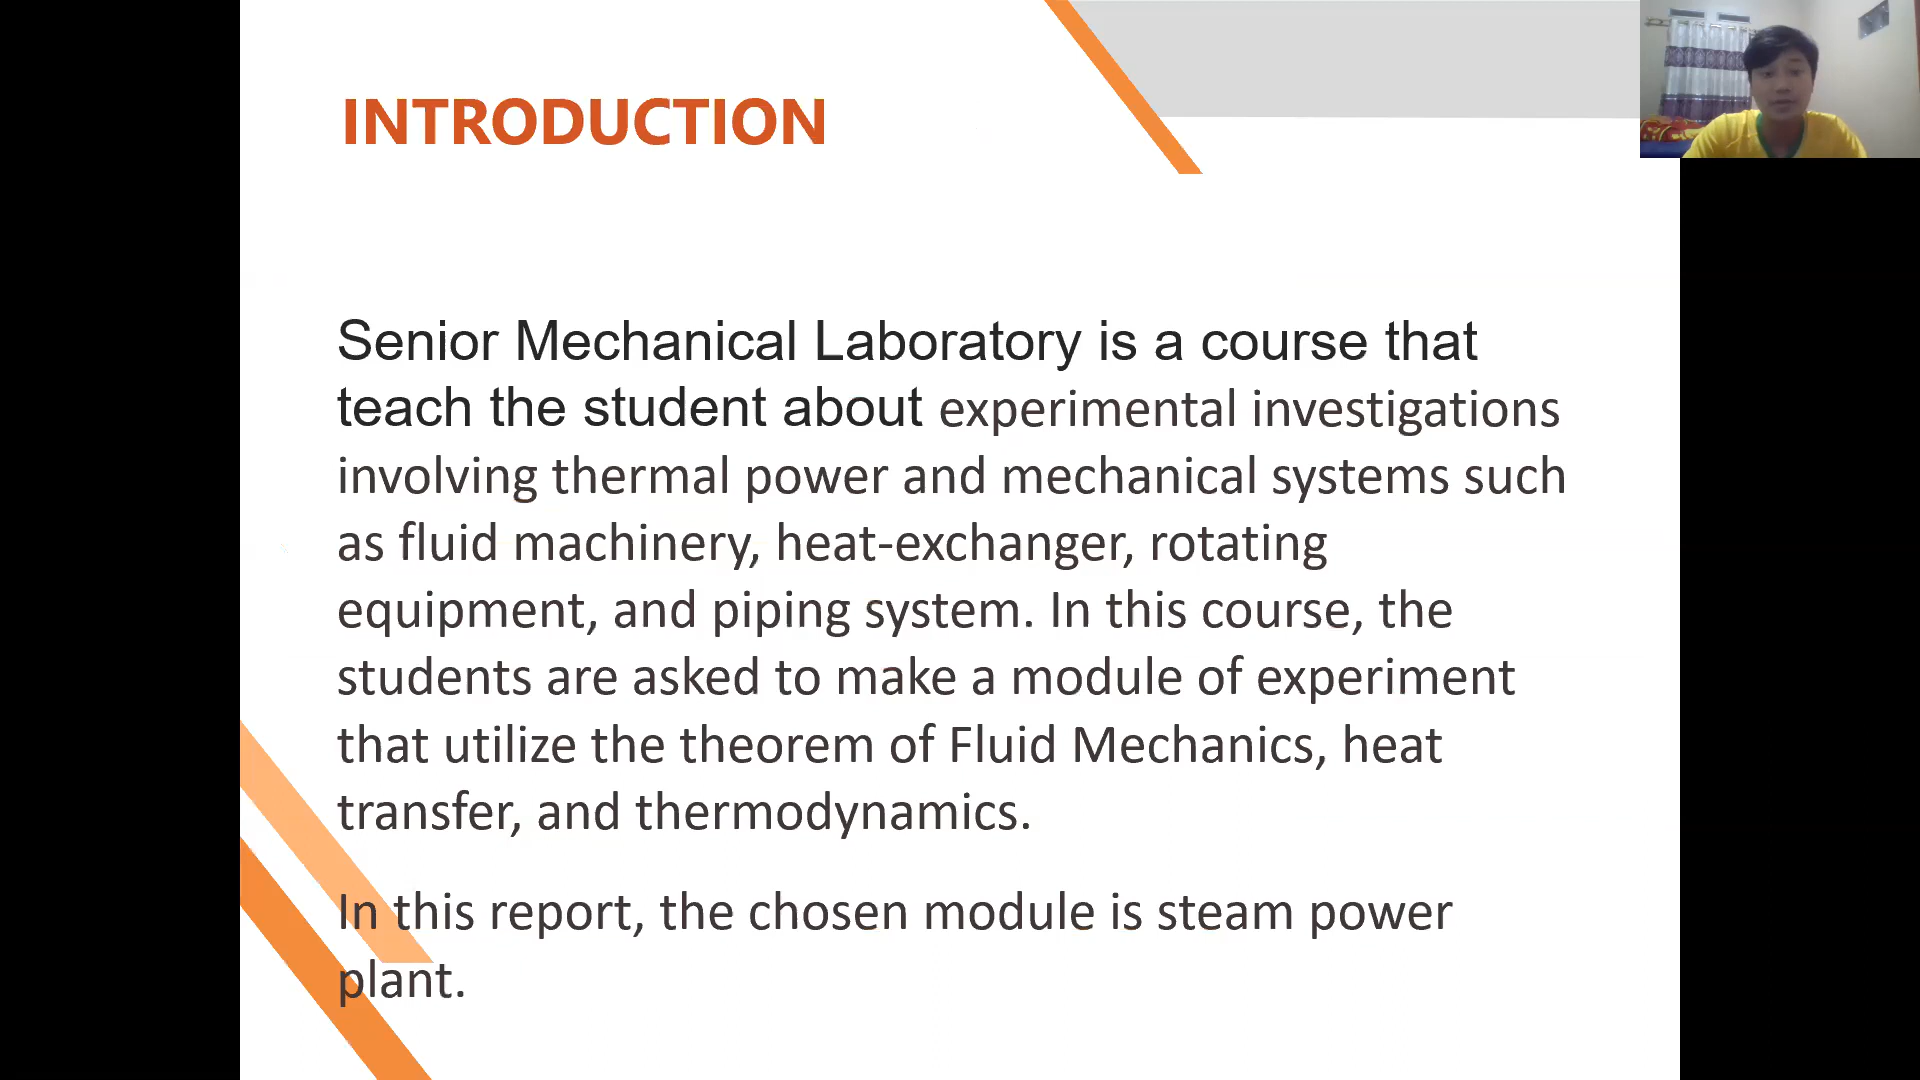 INTRODUCTION
Senior Mechanical Laboratory is a course that
teach the student about experimental investigations
involving thermal power and mechanical systems such
as fluid machinery, heat-exchanger, rotating
equipment, and piping system. In this course, the
students are asked to make a module of experiment
that utilize the theorem of Fluid Mechanics, heat
transfer, and thermodynamics.
In this report, the chosen module is steam power
plant.